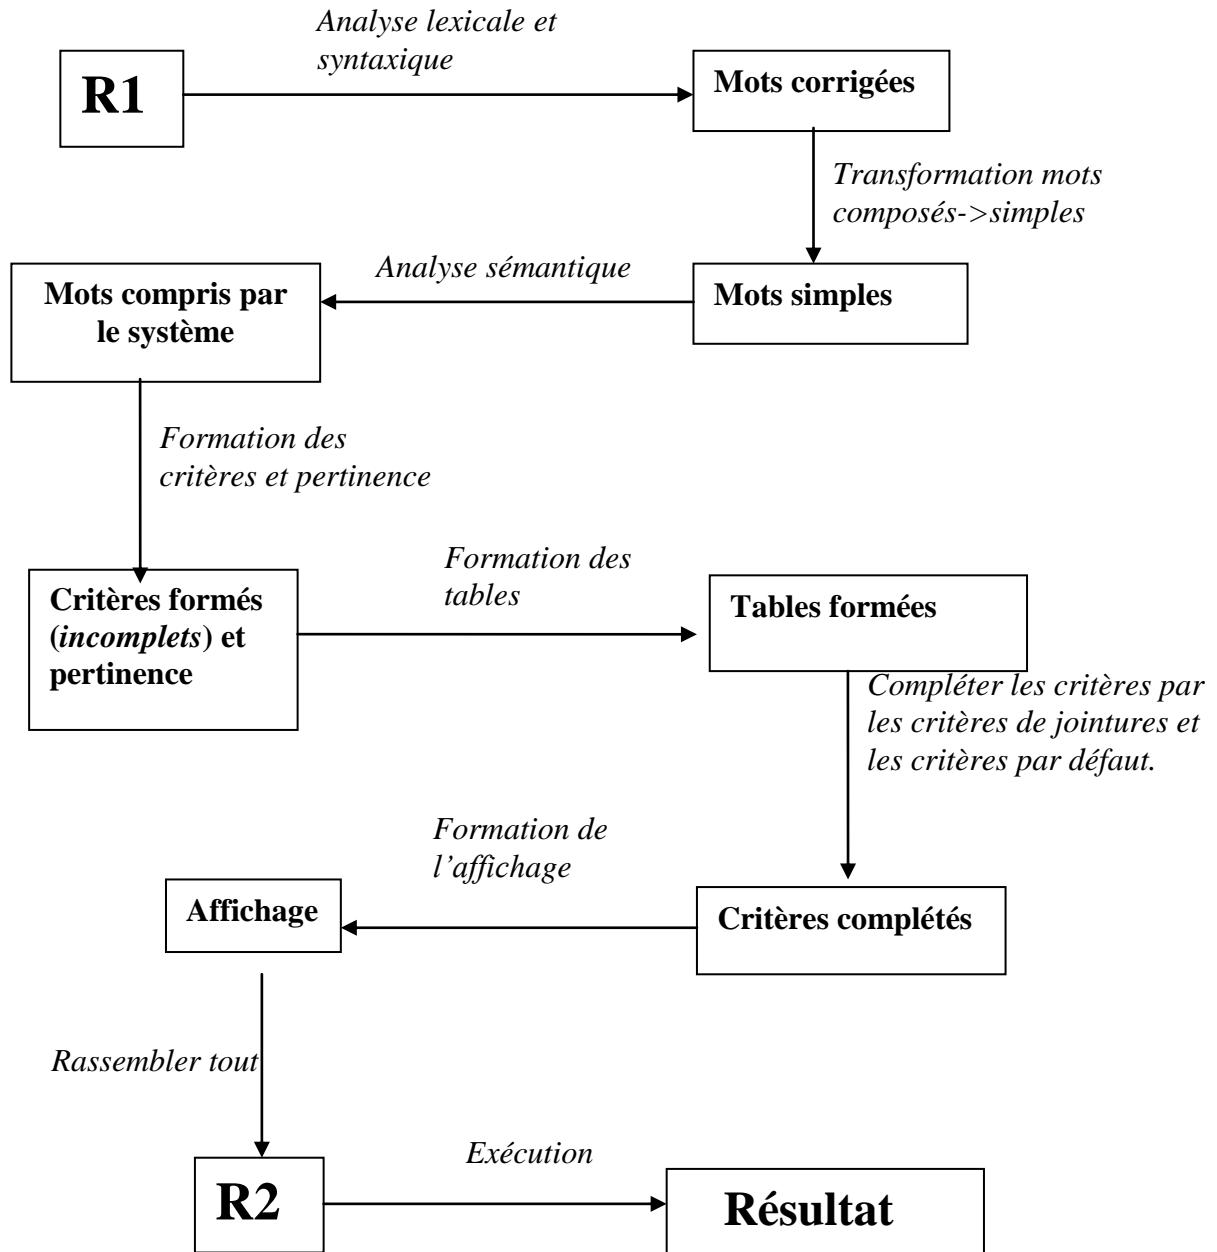 Analyse lexicale et
syntaxique
R1
Mots corrigées
Transformation mots
composés->simples
Analyse sémantique
Mots simples
Mots compris par
le système
Formation des
critères et pertinence
Critères formés
(incomplets) et
pertinence
Formation des
tables
Tables formées
Compléter les critères par
les critères de jointures et
les critères par défaut.
Formation de
l’affichage
Critères complétés
Affichage
Rassembler tout
R2
Exécution
Résultat